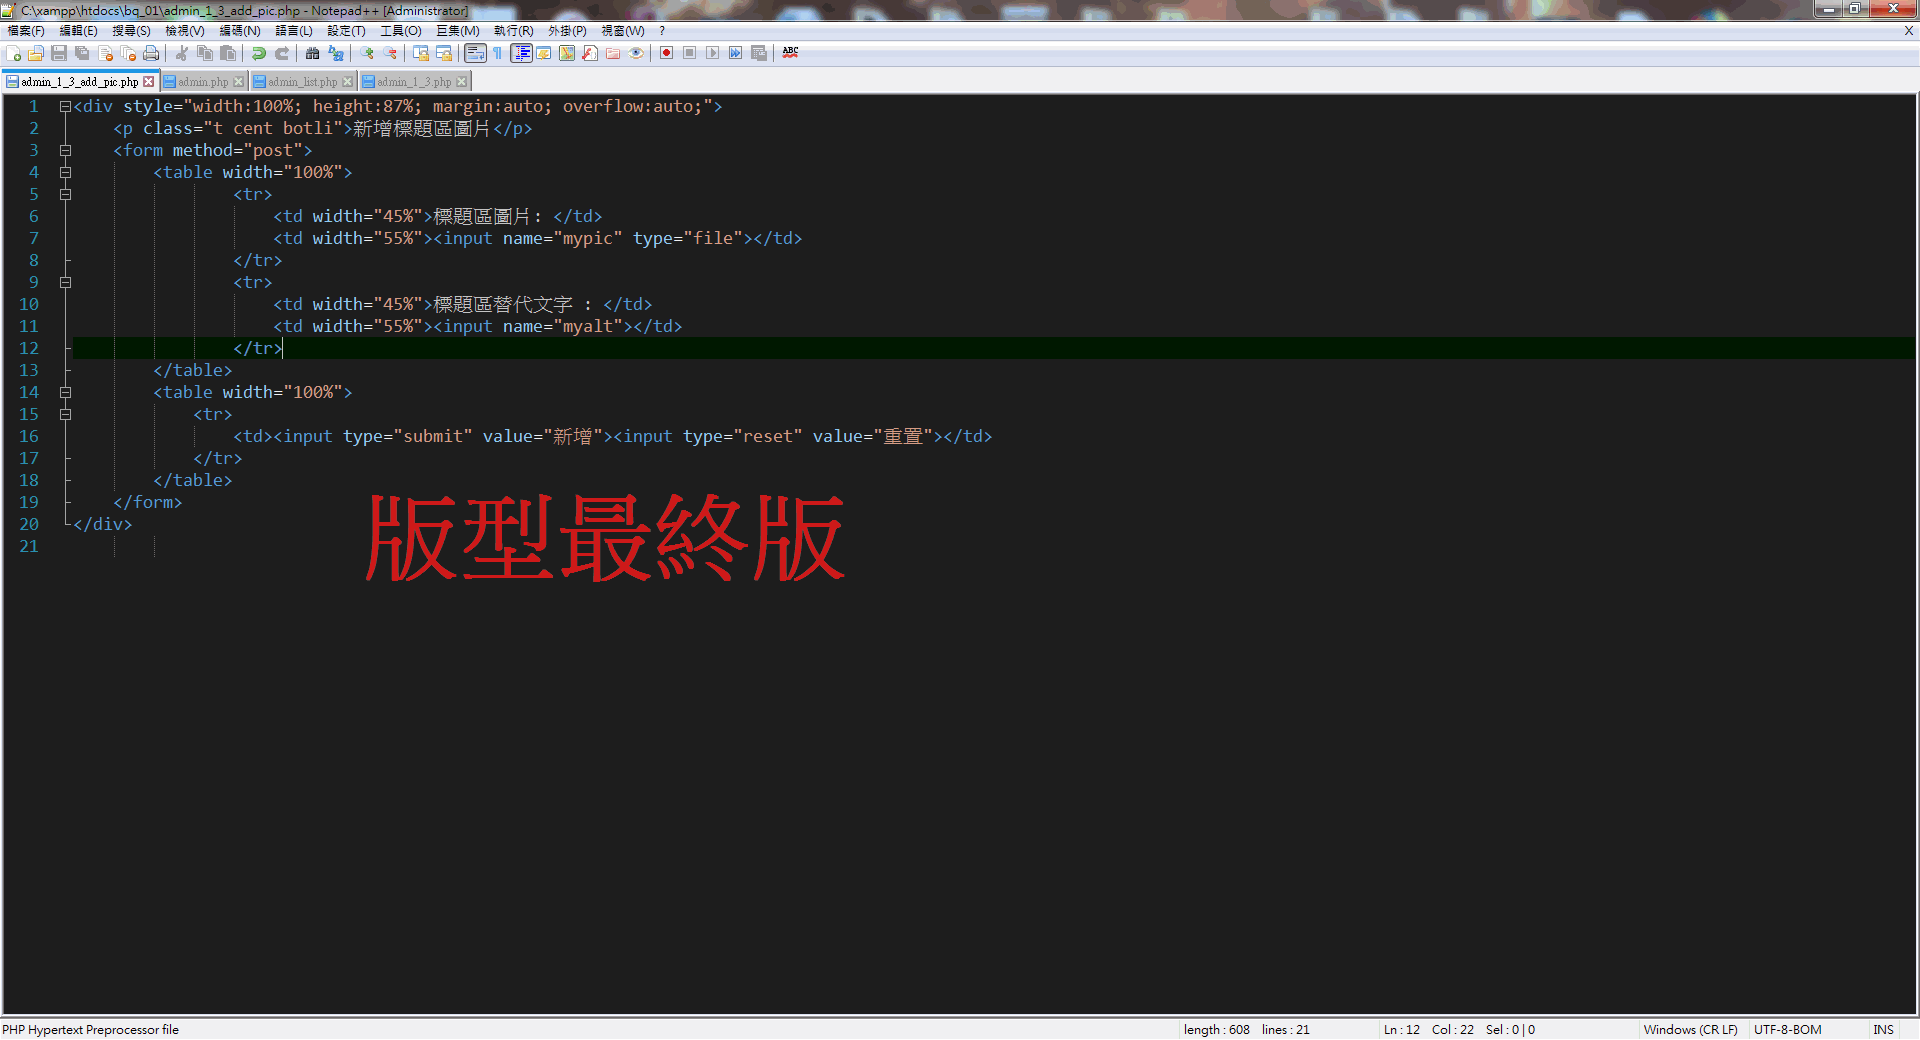 C:\xampp\htdocs\bq_01\admin_1_3_add_pic.php - Notepad++ [Administrator]
檔案(F) 編輯(E) 搜尋(S) 檢視(V) 編碼(N) 語言(L) 設定(T) 工具(O) 巨集(M) 執行(R) 外掛(P) 視窗(W) ? X
ABC
admin_1_3_add_pic.php admin.php admin_list.php admin_1_3.php
1 <div style="width:100%; height:87%; margin:auto; overflow:auto;">
2 <p class="t cent botli">新增標題區圖片</p>
3 <form method="post">
4 <table width="100%">
5 <tr>
6 <td width="45%">標題區圖片: </td>
7 <td width="55%"><input name="mypic" type="file"></td>
8 </tr>
9 <tr>
10 <td width="45%">標題區替代文字 : </td>
11 <td width="55%"><input name="myalt"></td>
12 </tr>
13 </table>
14 <table width="100%">
15 <tr>
16 <td><input type="submit" value="新增"><input type="reset" value="重置"></td>
17 </tr>
18 </table>
19 </form>
20 </div>
21
版型最終版
PHP Hypertext Preprocessor file length : 608 lines : 21 Ln : 12 Col : 22 Sel : 0 | 0 Windows (CR LF) UTF-8-BOM INS